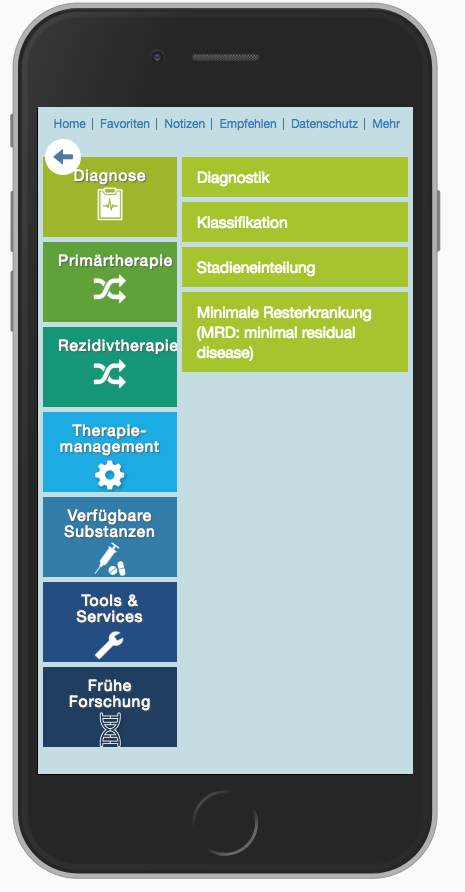 Home | Favoriten | Notizen | Empfehlen | Datenschutz | Mehr
Diagnose
Primärtherapie
Rezidivtherapie
Therapie-
management
Verfügbare
Substanzen
Tools &
Services
Frühe
Forschung
Diagnostik
Klassifikation
Stadieneinteilung
Minimale Resterkrankung
(MRD: minimal residual
disease)